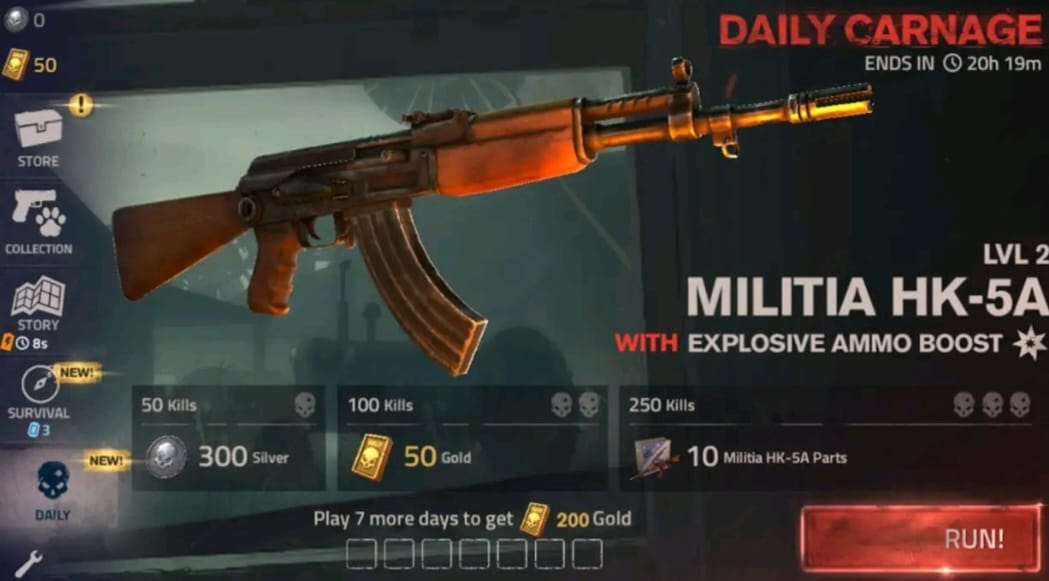 0
50
DAILY CARNAGE
ENDS IN 20h 19m
!
STORE
COLLECTION
STORY
8s
NEW!
SURVIVAL
3
NEW!
DAILY
LVL 2
MILITIA HK-5A
WITH EXPLOSIVE AMMO BOOST
50 Kills
300 Silver
100 Kills
50 Gold
250 Kills
10 Militia HK-5A Parts
Play 7 more days to get 200 Gold
RUN!